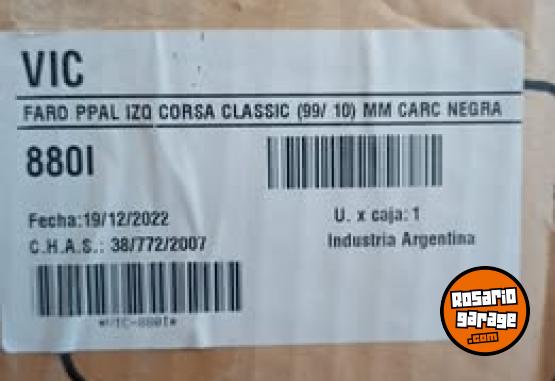 VIC
FARO PPAL IZQ CORSA CLASSIC (99/ 10) MM CARC NEGRA
880I
Fecha:19/12/2022
U. x caja: 1
C.H.A.S.: 38/772/2007
Industria Argentina
*VIC-880I*
Rosario
garage
.com